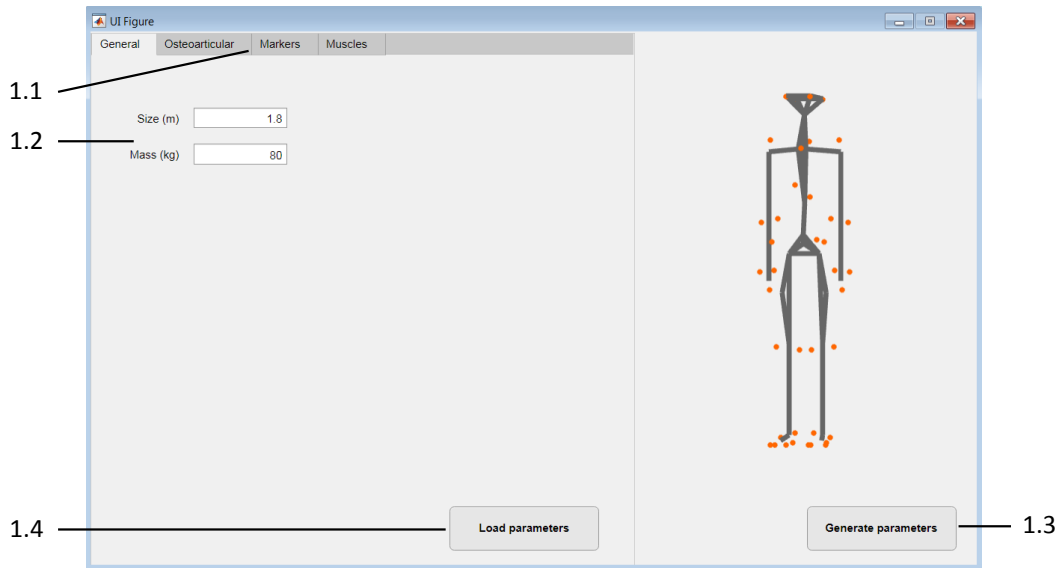 UI Figure
General Osteoarticular Markers Muscles
1.1
Size (m) 1.8
1.2
Mass (kg) 80
1.4
Load parameters
Generate parameters
1.3